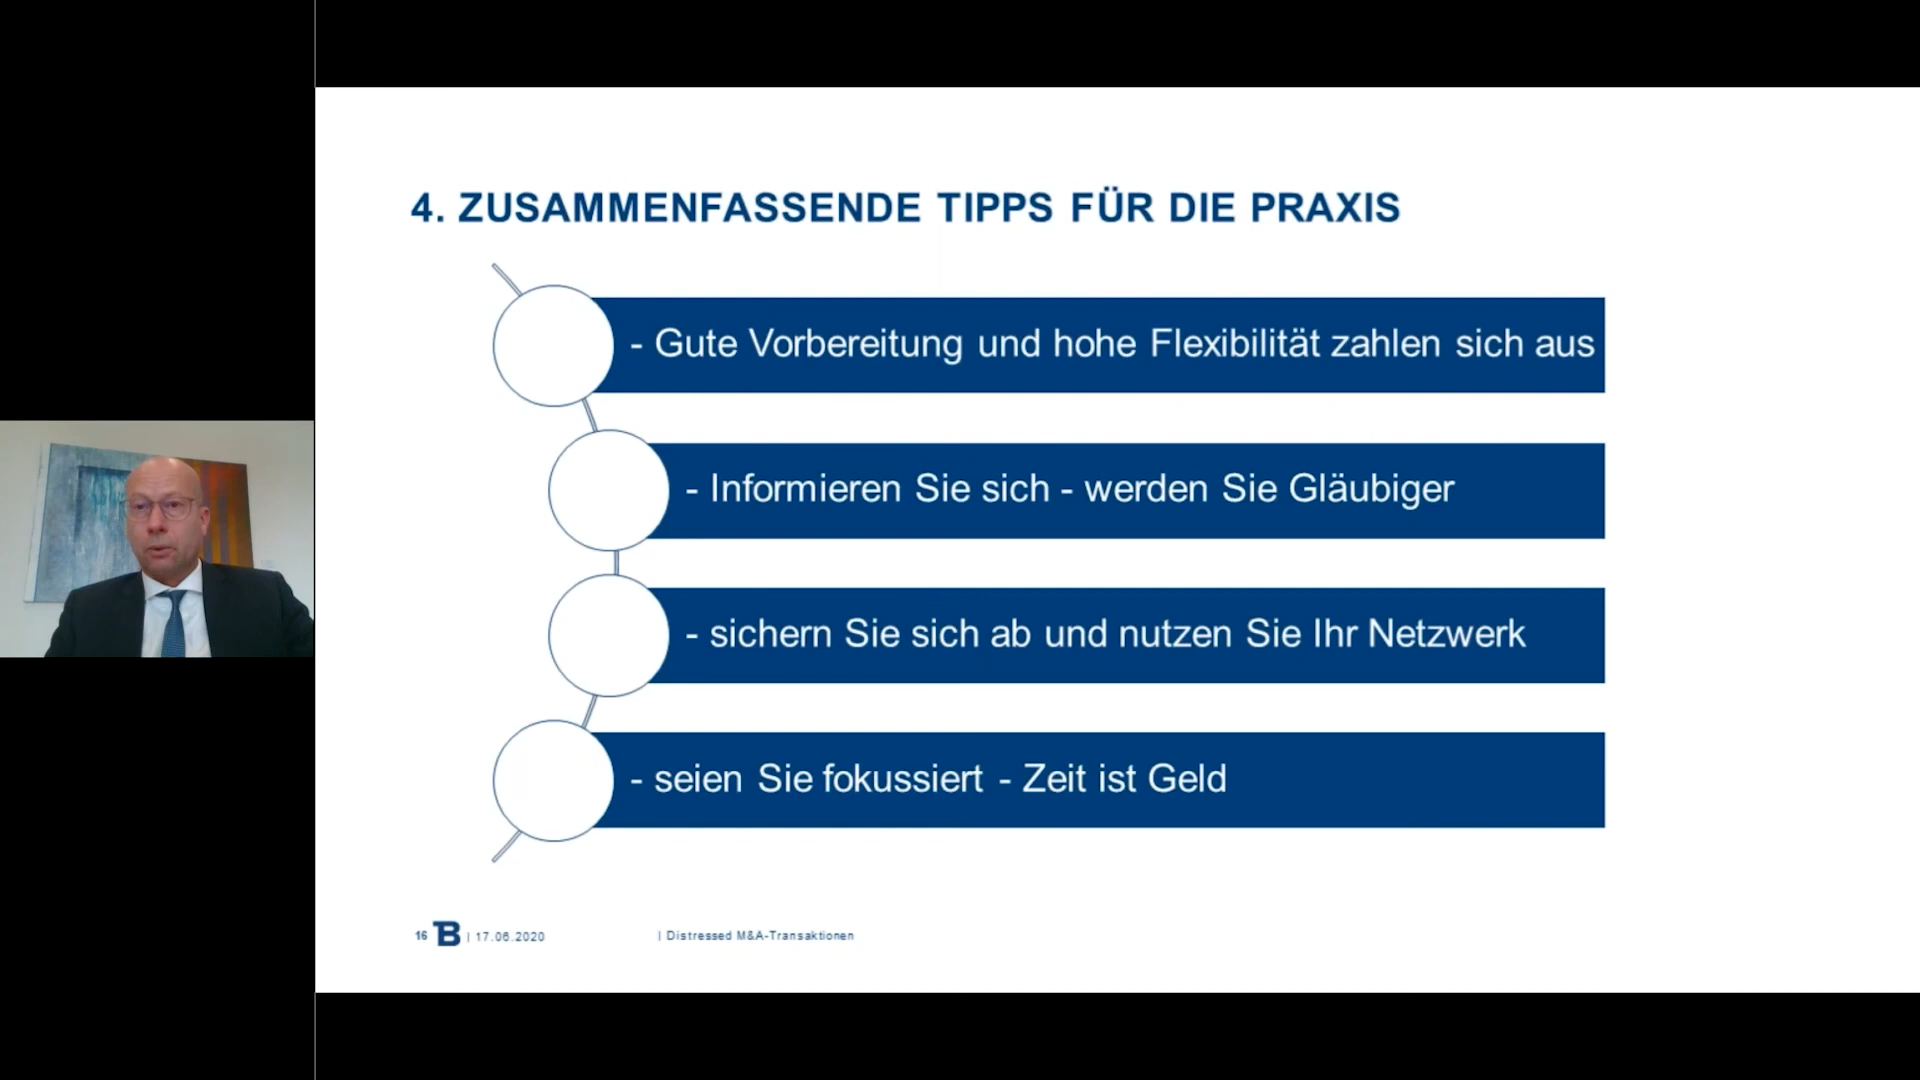 4. ZUSAMMENFASSENDE TIPPS FÜR DIE PRAXIS
- Gute Vorbereitung und hohe Flexibilität zahlen sich aus
- Informieren Sie sich - werden Sie Gläubiger
- sichern Sie sich ab und nutzen Sie Ihr Netzwerk
- seien Sie fokussiert - Zeit ist Geld
16 B | 17.06.2020 | Distressed M&A-Transaktionen